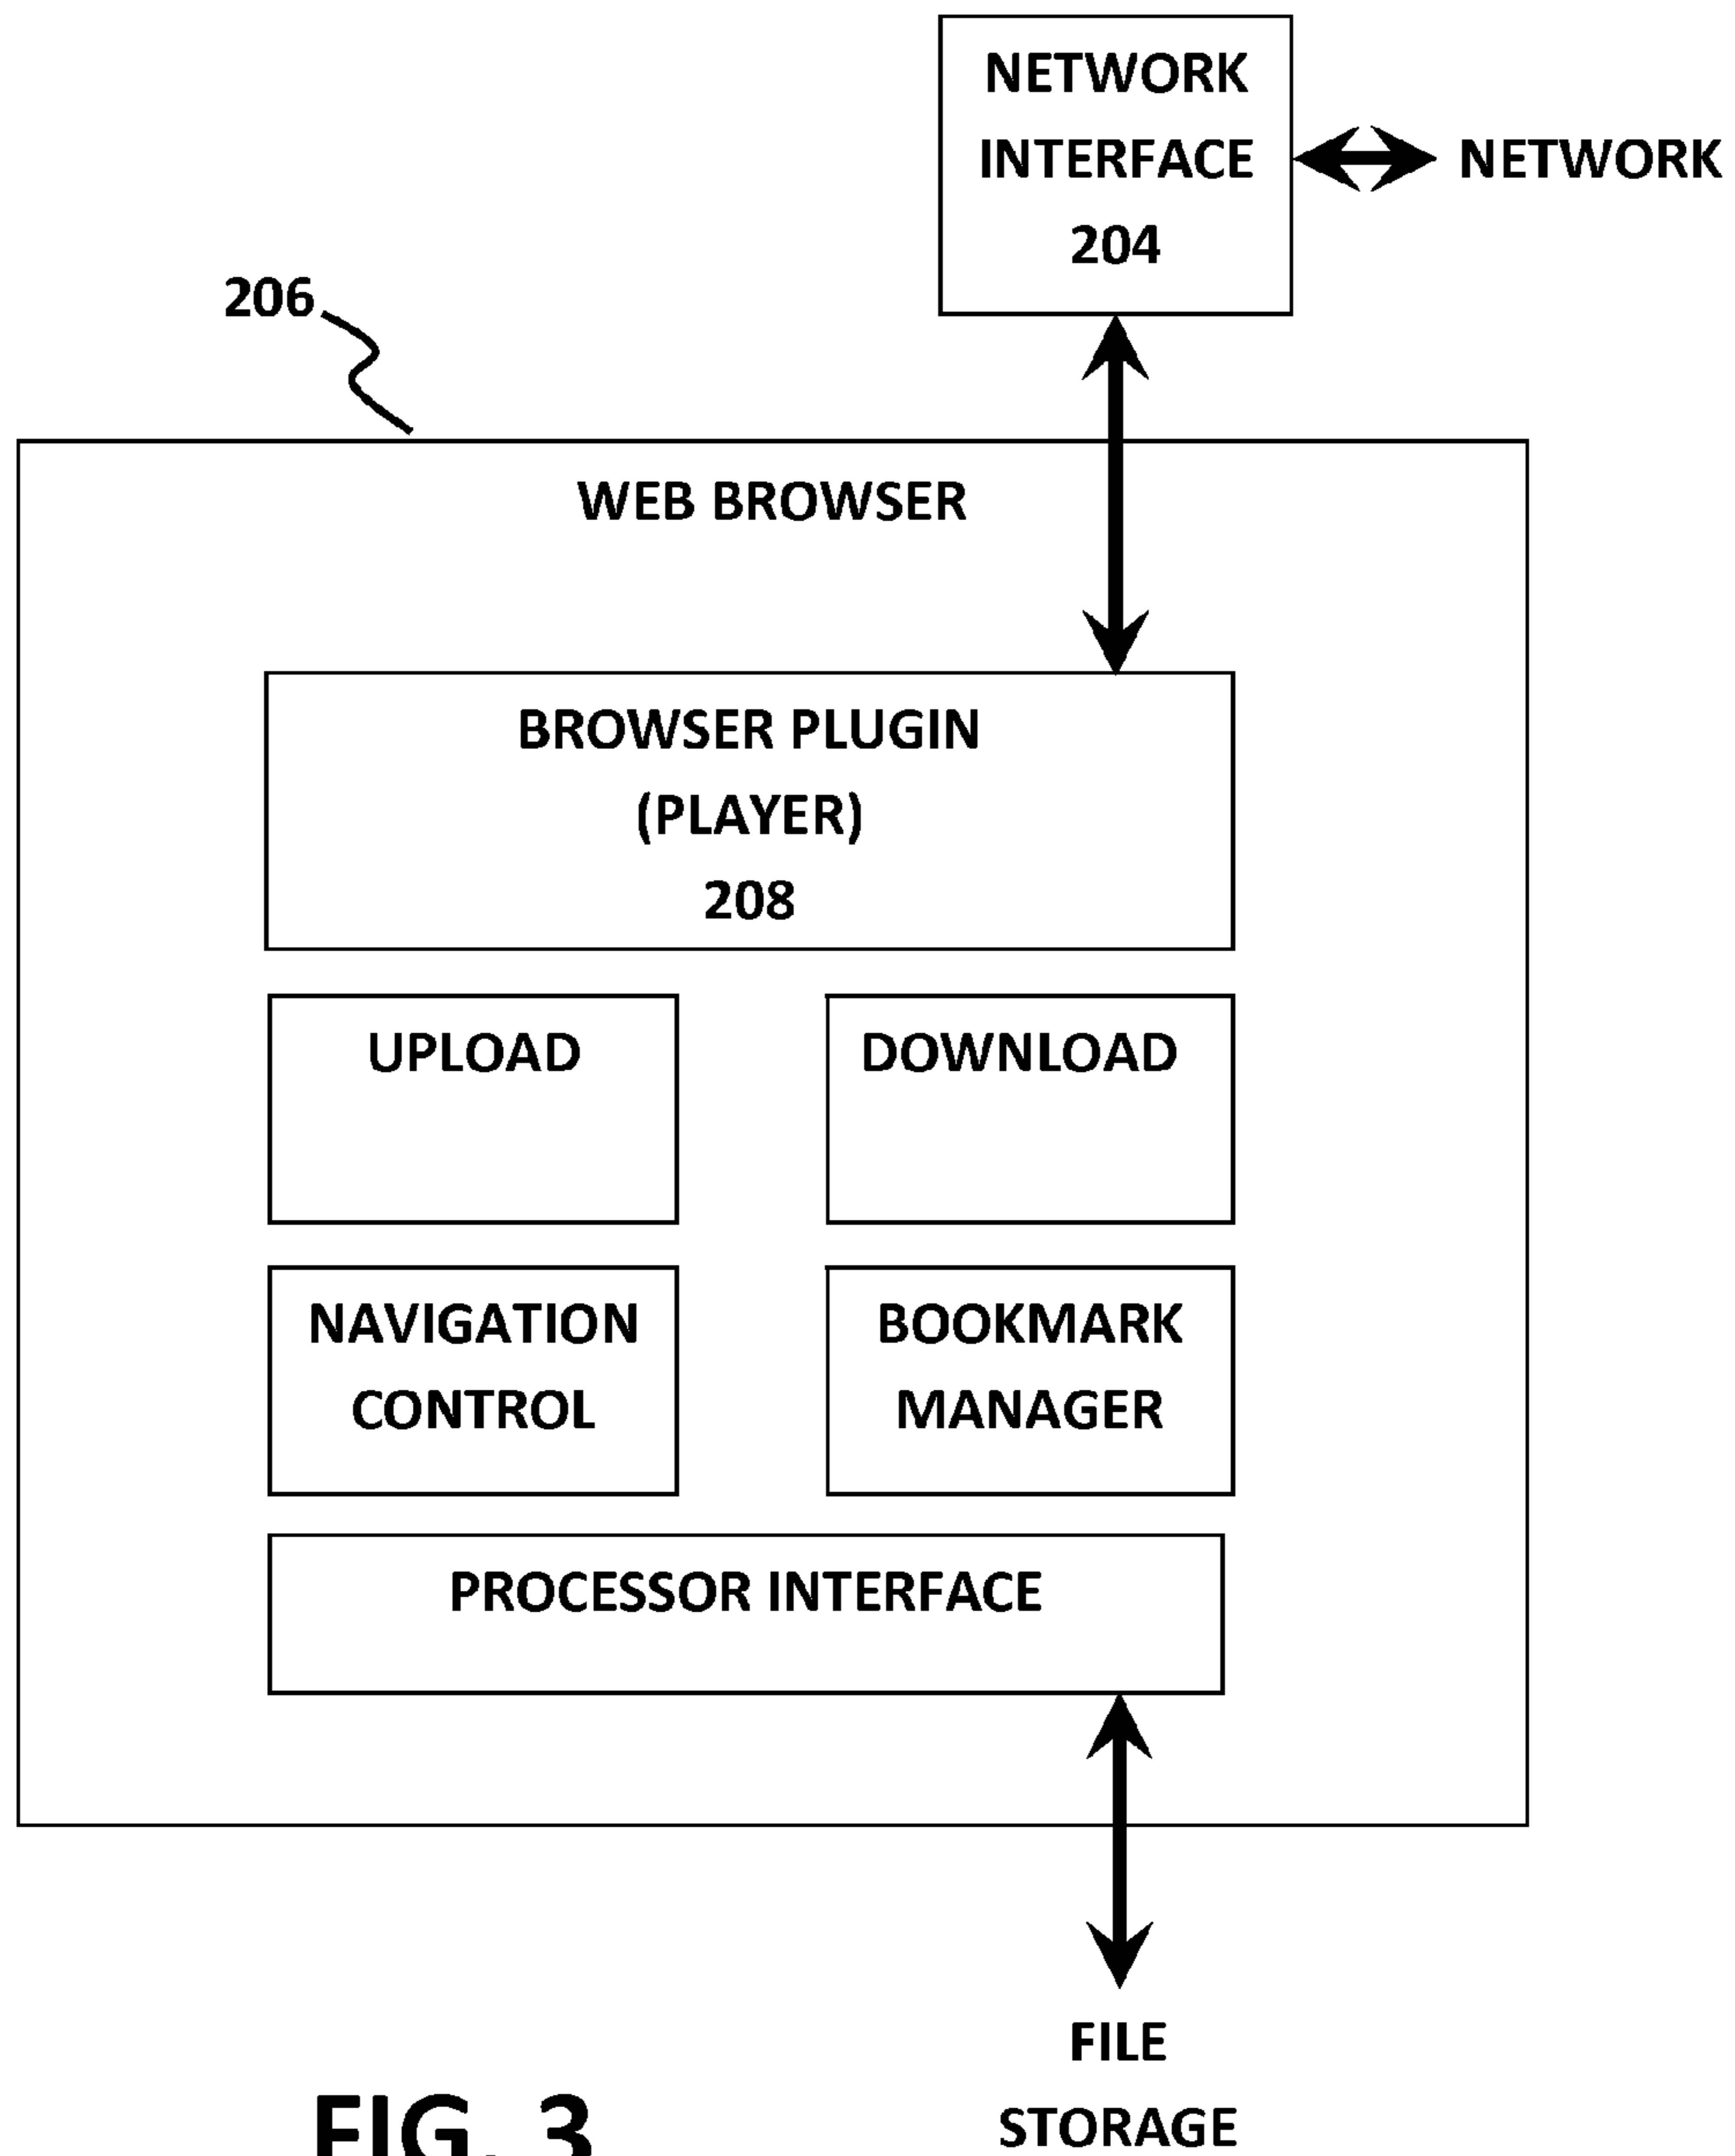 NETWORK
INTERFACE
204
NETWORK
206
WEB BROWSER
BROWSER PLUGIN
(PLAYER)
208
UPLOAD
DOWNLOAD
NAVIGATION
CONTROL
BOOKMARK
MANAGER
PROCESSOR INTERFACE
FILE
STORAGE
FIG. 3